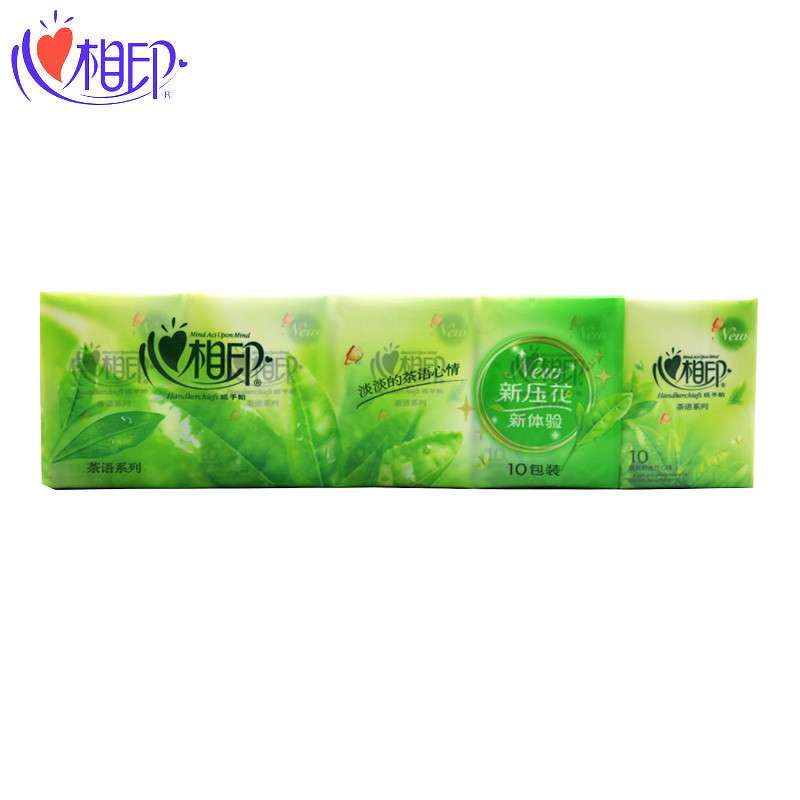 心相印
R
Mind Act Upon Mind
心相印
®
Handkerchiefs 纸手帕
茶语系列
New
淡淡的茶语心情
New
New
新压花
新体验
10包装
New
Mind Act Upon Mind
心相印
Handkerchiefs 纸手帕
茶语系列
10